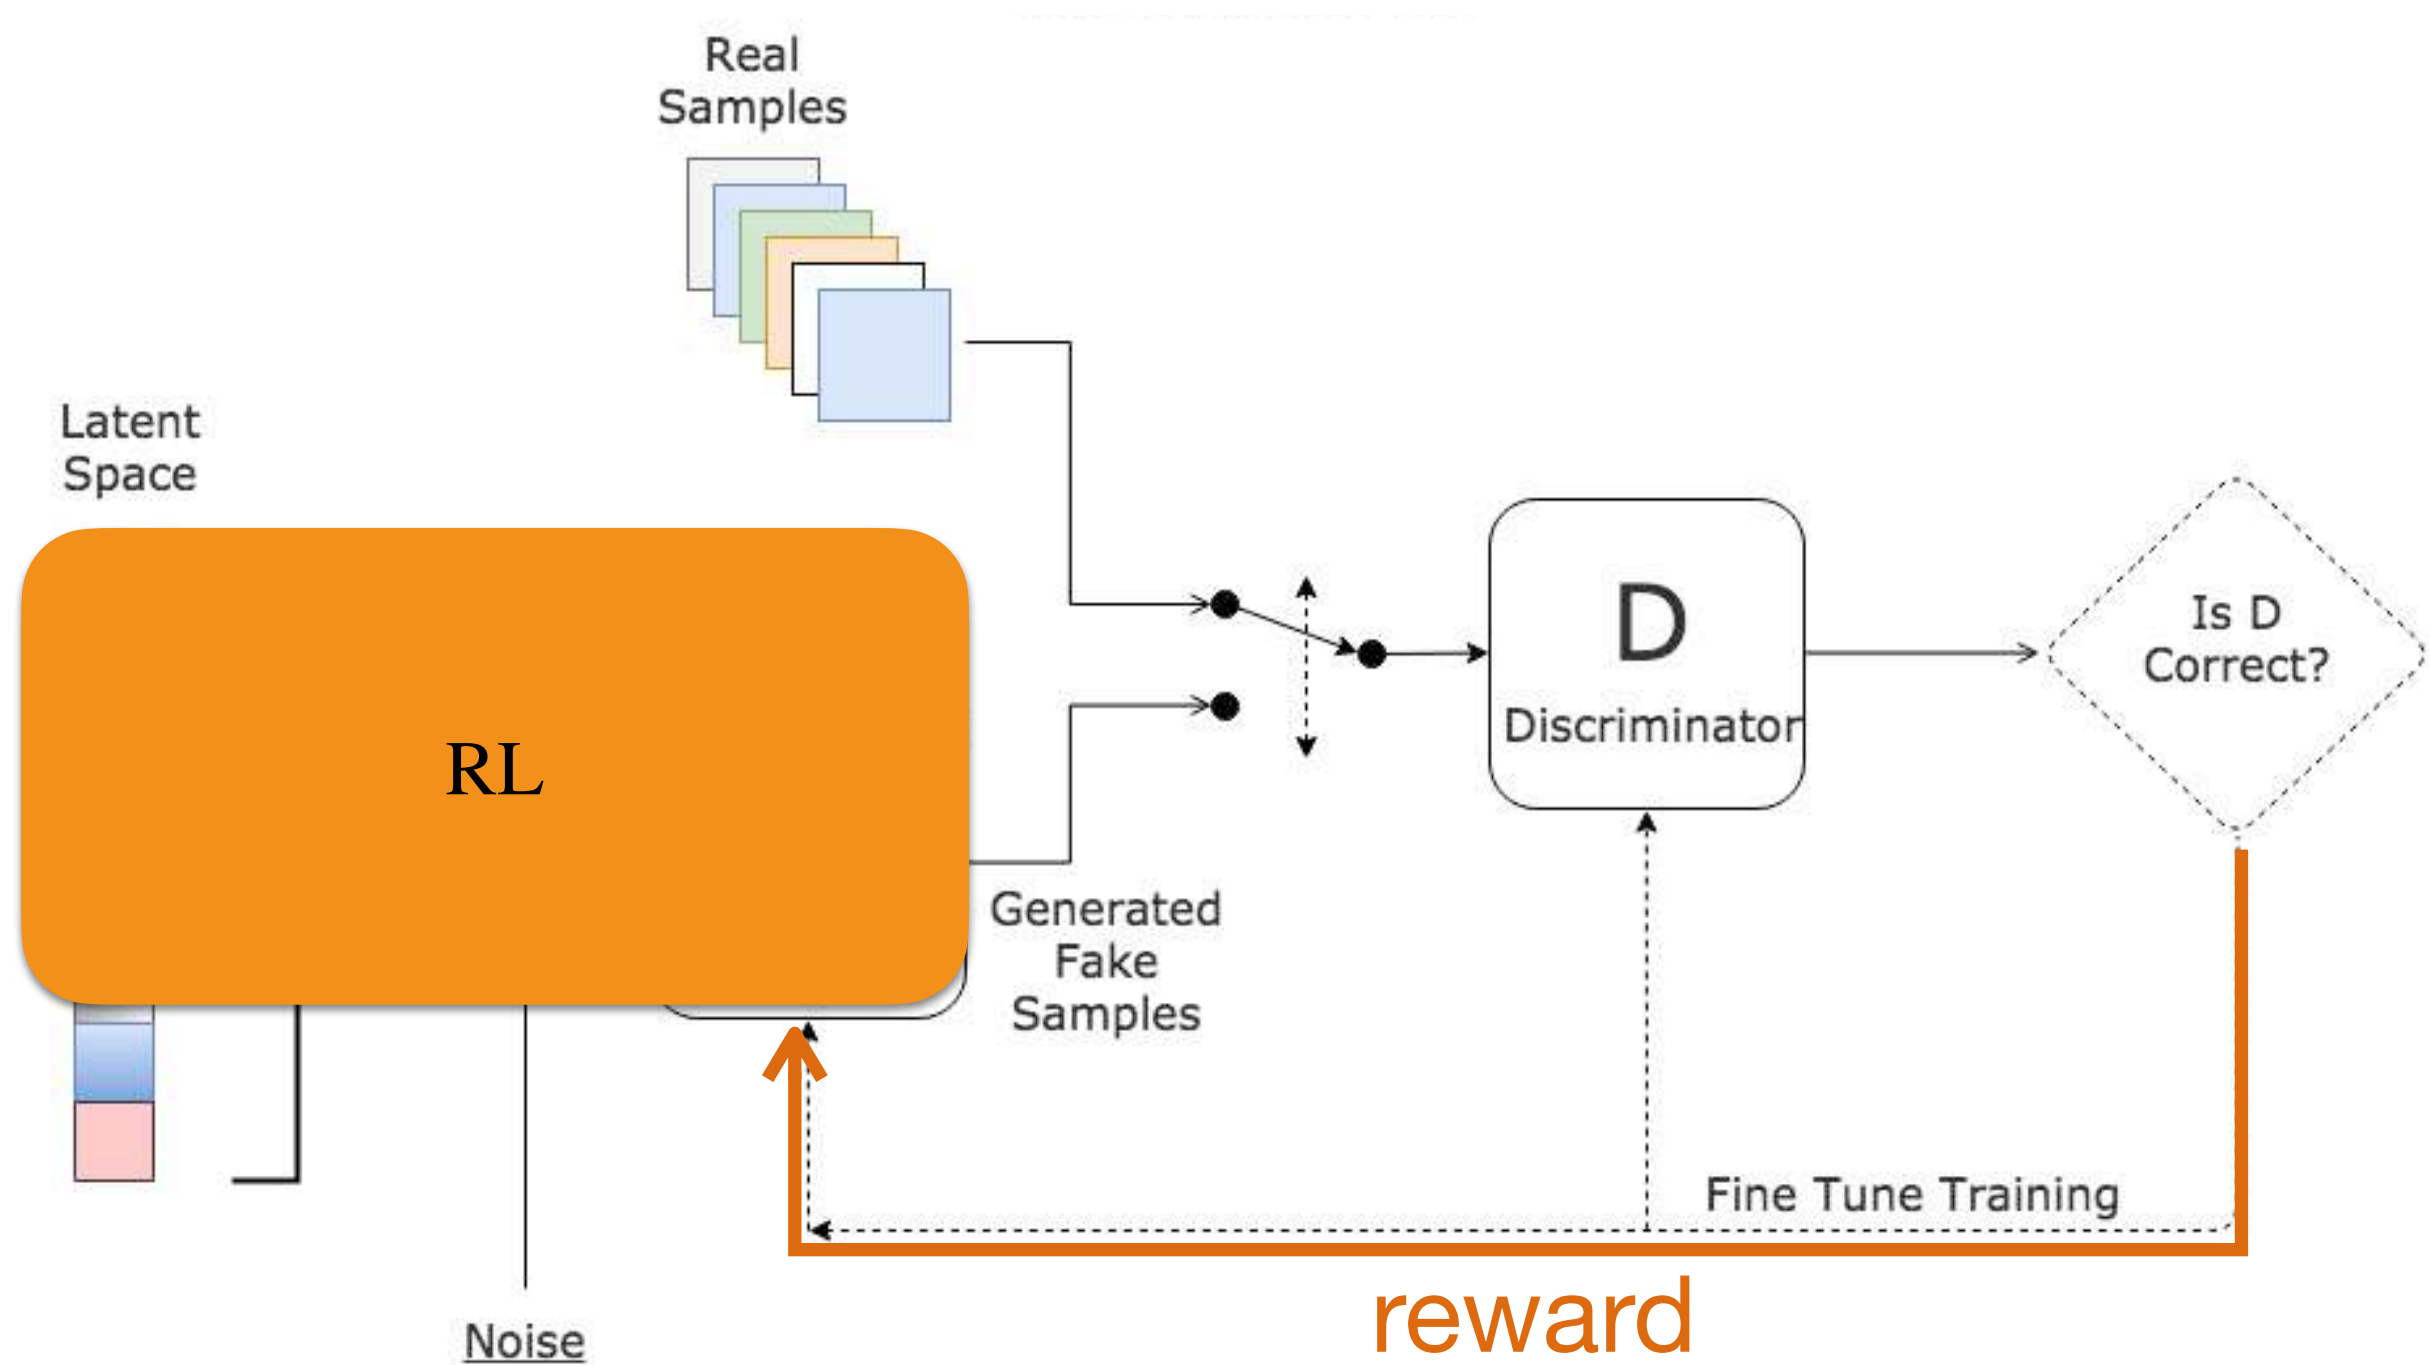 Real
Samples
Latent
Space
RL
D
Discriminator
Is D
Correct?
Generated
Fake
Samples
Fine Tune Training
reward
Noise